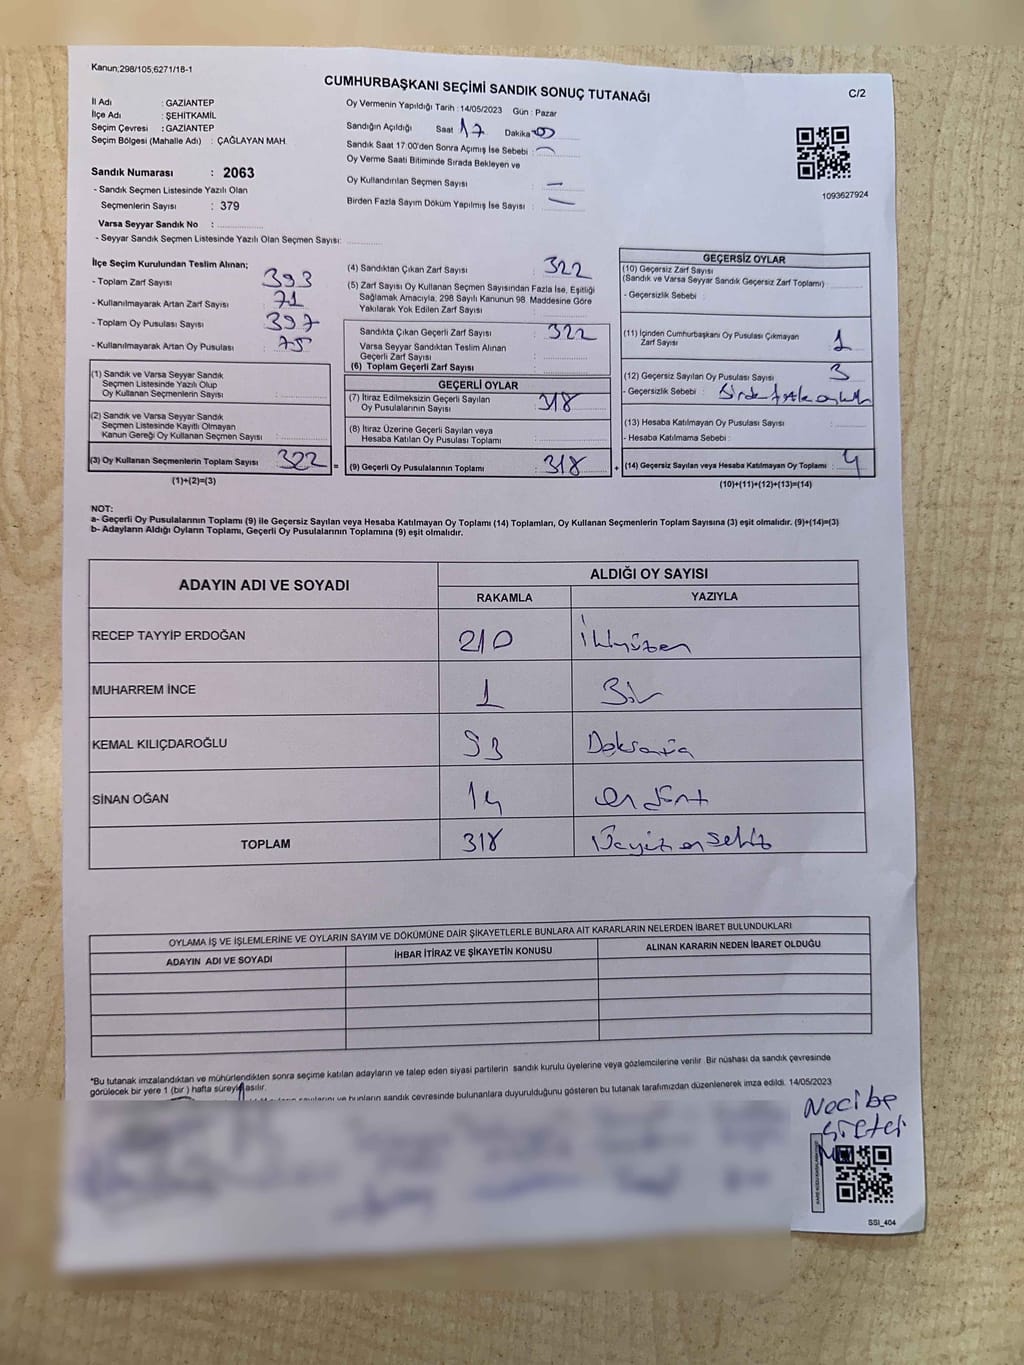 Kanun;298/105;6271/18-1
CUMHURBAŞKANI SEÇİMİ SANDIK SONUÇ TUTANAĞI
C/2
İl Adı : GAZİANTEP
İlçe Adı : ŞEHİTKAMİL
Seçim Çevresi : GAZİANTEP
Seçim Bölgesi (Mahalle Adı) : ÇAĞLAYAN MAH.
Sandık Numarası : 2063
- Sandık Seçmen Listesinde Yazılı Olan
Seçmenlerin Sayısı : 379
Varsa Seyyar Sandık No :
- Seyyar Sandık Seçmen Listesinde Yazılı Olan Seçmen Sayısı:
Oy Vermenin Yapıldığı Tarih : 14/05/2023 Gün : Pazar
Sandığın Açıldığı Saat 17 Dakika 00
Sandık Saat 17:00'den Sonra Açımış İse Sebebi : —
Oy Verme Saati Bitiminde Sırada Bekleyen ve
Oy Kullandırılan Seçmen Sayısı : —
Birden Fazla Sayım Döküm Yapılmış İse Sayısı : —
1093627924
İlçe Seçim Kurulundan Teslim Alınan;
- Toplam Zarf Sayısı : 393
- Kullanılmayarak Artan Zarf Sayısı : 71
- Toplam Oy Pusulası Sayısı : 397
- Kullanılmayarak Artan Oy Pusulası : 75
(1) Sandık ve Varsa Seyyar Sandık
Seçmen Listesinde Yazılı Olup
Oy Kullanan Seçmenlerin Sayısı :
(2) Sandık ve Varsa Seyyar Sandık
Seçmen Listesinde Kayıtlı Olmayan
Kanun Gereği Oy Kullanan Seçmen Sayısı :
(3) Oy Kullanan Seçmenlerin Toplam Sayısı : 322 =
(1)+(2)=(3)
(4) Sandıktan Çıkan Zarf Sayısı : 322
(5) Zarf Sayısı Oy Kullanan Seçmen Sayısından Fazla İse, Eşitliği
Sağlamak Amacıyla, 298 Sayılı Kanunun 98. Maddesine Göre
Yakılarak Yok Edilen Zarf Sayısı :
Sandıkta Çıkan Geçerli Zarf Sayısı : 322
Varsa Seyyar Sandıktan Teslim Alınan
Geçerli Zarf Sayısı :
(6) Toplam Geçerli Zarf Sayısı :
GEÇERLİ OYLAR
(7) İtiraz Edilmeksizin Geçerli Sayılan
Oy Pusulalarının Sayısı : 318
(8) İtiraz Üzerine Geçerli Sayılan veya
Hesaba Katılan Oy Pusulası Toplamı :
(9) Geçerli Oy Pusulalarının Toplamı : 318 +
GEÇERSİZ OYLAR
(10) Geçersiz Zarf Sayısı
(Sandık ve Varsa Seyyar Sandık Geçersiz Zarf Toplamı) :
- Geçersizlik Sebebi :
(11) İçinden Cumhurbaşkanı Oy Pusulası Çıkmayan
Zarf Sayısı : 1
(12) Geçersiz Sayılan Oy Pusulası Sayısı : 3
- Geçersizlik Sebebi :
(13) Hesaba Katılmayan Oy Pusulası Sayısı :
- Hesaba Katılmama Sebebi :
(14) Geçersiz Sayılan veya Hesaba Katılmayan Oy Toplamı : 4
(10)+(11)+(12)+(13)=(14)
NOT:
a- Geçerli Oy Pusulalarının Toplamı (9) ile Geçersiz Sayılan veya Hesaba Katılmayan Oy Toplamı (14) Toplamları, Oy Kullanan Seçmenlerin Toplam Sayısına (3) eşit olmalıdır. (9)+(14)=(3)
b- Adayların Aldığı Oyların Toplamı, Geçerli Oy Pusulalarının Toplamına (9) eşit olmalıdır.
ADAYIN ADI VE SOYADI ALDIĞI OY SAYISI
RAKAMLA YAZIYLA
RECEP TAYYİP ERDOĞAN 210 İkiyüzon
MUHARREM İNCE 1 Bir
KEMAL KILIÇDAROĞLU 93 Doksanüç
SİNAN OĞAN 14 on dört
TOPLAM 318 Üçyüz on sekiz
OYLAMA İŞ VE İŞLEMLERİNE VE OYLARIN SAYIM VE DÖKÜMÜNE DAİR ŞİKAYETLERLE BUNLARA AİT KARARLARIN NELERDEN İBARET BULUNDUKLARI
ADAYIN ADI VE SOYADI İHBAR İTİRAZ VE ŞİKAYETİN KONUSU ALINAN KARARIN NEDEN İBARET OLDUĞU
*Bu tutanak imzalandıktan ve mühürlendikten sonra seçime katılan adayların ve talep eden siyasi partilerin sandık kurulu üyelerine veya gözlemcilerine verilir. Bir nüshası da sandık çevresinde
görülecek bir yere 1 (bir) hafta süreyle asılır.
ve bunların sandık çevresinde bulunanlara duyurulduğunu gösteren bu tutanak tarafımızdan düzenlenerek imza edildi. 14/05/2023
Necibe
SSI_404